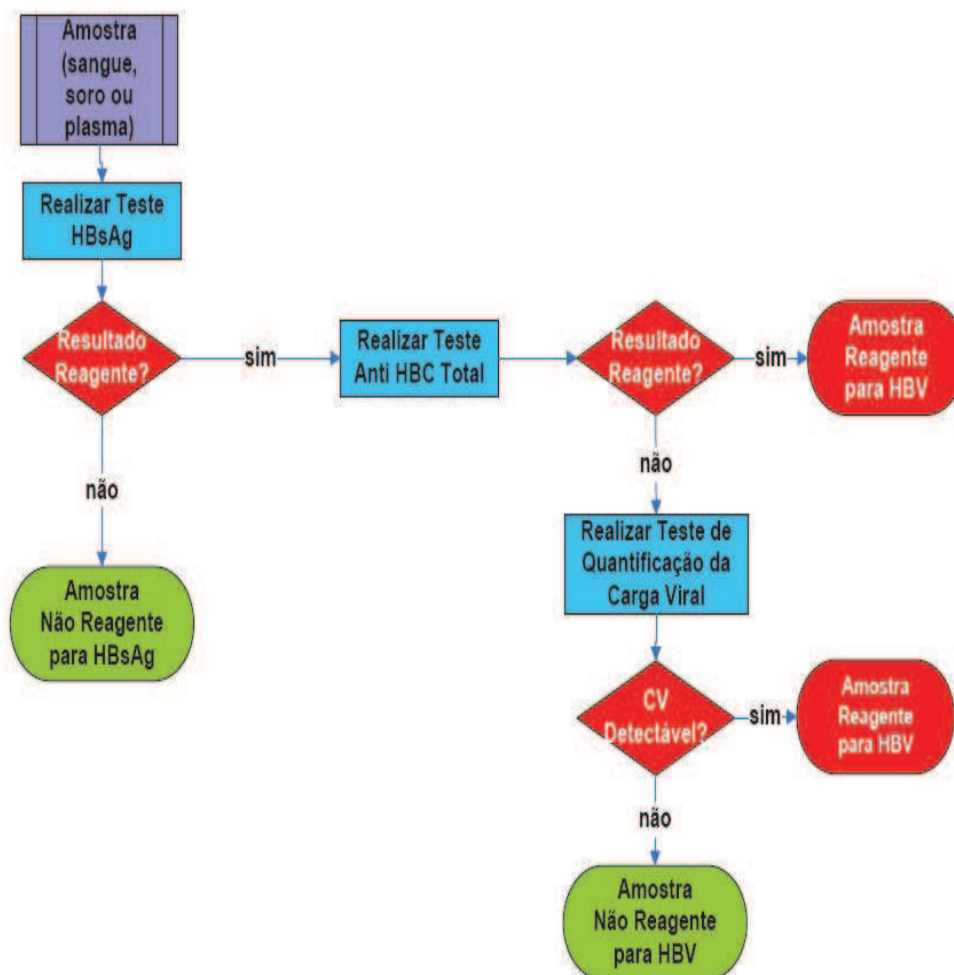 Amostra
(sangue,
soro ou
plasma)
Realizar Teste
HBsAg
Resultado
Reagente?
sim
Realizar Teste
Anti HBC Total
Resultado
Reagente?
sim
Amostra
Reagente
para HBV
não
Amostra
Não Reagente
para HBsAg
não
Realizar Teste de
Quantificação da
Carga Viral
CV
Detectável?
sim
Amostra
Reagente
para HBV
não
Amostra
Não Reagente
para HBV